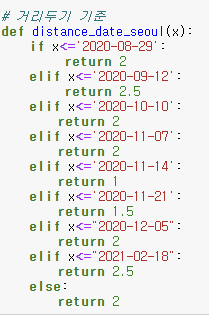 # 거리두기 기준
def distance_date_seoul(x):
    if x<='2020-08-29':
        return 2
    elif x<="2020-09-12":
        return 2.5
    elif x<="2020-10-10":
        return 2
    elif x<="2020-11-07":
        return 2
    elif x<="2020-11-14":
        return 1
    elif x<="2020-11-21":
        return 1.5
    elif x<="2020-12-05":
        return 2
    elif x<="2021-02-18":
        return 2.5
    else:
        return 2